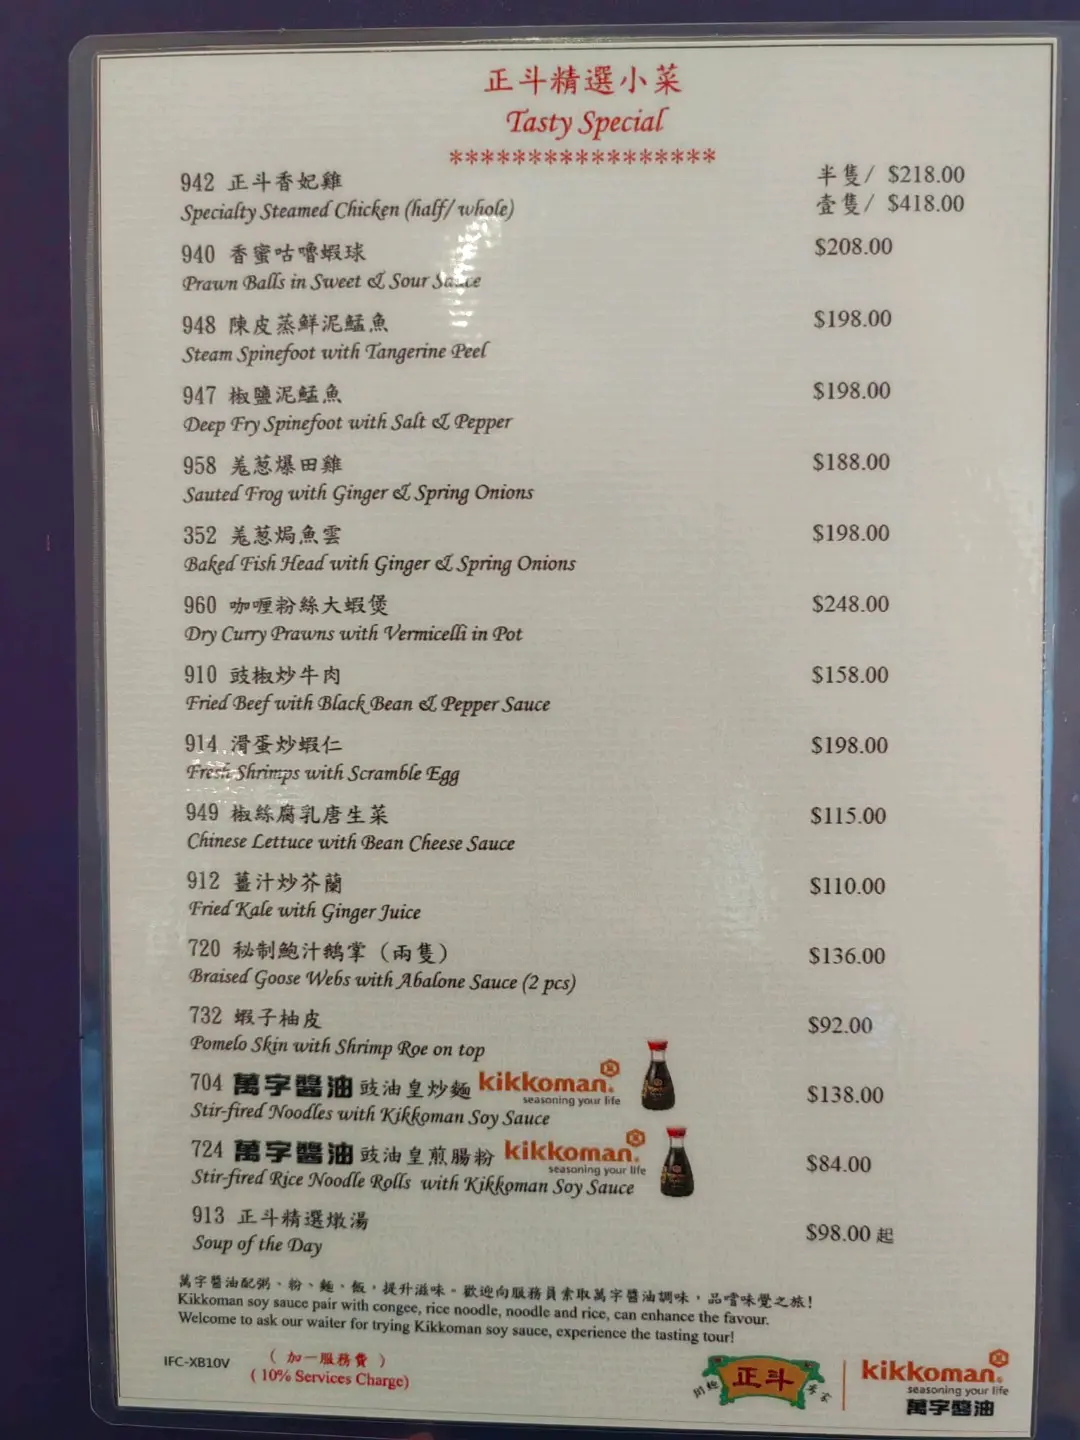 正斗精選小菜
Tasty Special
*****************
942 正斗香妃雞 半隻/ $218.00
Specialty Steamed Chicken (half/ whole) 壹隻/ $418.00
940 香蜜咕嚕蝦球 $208.00
Prawn Balls in Sweet & Sour Sauce
948 陳皮蒸鮮泥鯭魚 $198.00
Steam Spinefoot with Tangerine Peel
947 椒鹽泥鯭魚 $198.00
Deep Fry Spinefoot with Salt & Pepper
958 羗葱爆田雞 $188.00
Sauted Frog with Ginger & Spring Onions
352 羗葱焗魚雲 $198.00
Baked Fish Head with Ginger & Spring Onions
960 咖喱粉絲大蝦煲 $248.00
Dry Curry Prawns with Vermicelli in Pot
910 豉椒炒牛肉 $158.00
Fried Beef with Black Bean & Pepper Sauce
914 滑蛋炒蝦仁 $198.00
Fresh Shrimps with Scramble Egg
949 椒絲腐乳唐生菜 $115.00
Chinese Lettuce with Bean Cheese Sauce
912 薑汁炒芥蘭 $110.00
Fried Kale with Ginger Juice
720 秘制鮑汁鵝掌（兩隻） $136.00
Braised Goose Webs with Abalone Sauce (2 pcs)
732 蝦子柚皮 $92.00
Pomelo Skin with Shrimp Roe on top
704 萬字醬油 豉油皇炒麵 kikkoman. $138.00
seasoning your life
Stir-fired Noodles with Kikkoman Soy Sauce
724 萬字醬油 豉油皇煎腸粉 kikkoman. $84.00
seasoning your life
Stir-fired Rice Noodle Rolls with Kikkoman Soy Sauce
913 正斗精選燉湯 $98.00 起
Soup of the Day
萬字醬油配粥、粉、麵、飯，提升滋味。歡迎向服務員索取萬字醬油調味，品嚐味覺之旅!
Kikkoman soy sauce pair with congee, rice noodle, noodle and rice, can enhance the favour.
Welcome to ask our waiter for trying Kikkoman soy sauce, experience the tasting tour!
IFC-XB10V
( 加一服務費 )
( 10% Services Charge)
正斗
kikkoman.
seasoning your life
萬字醬油